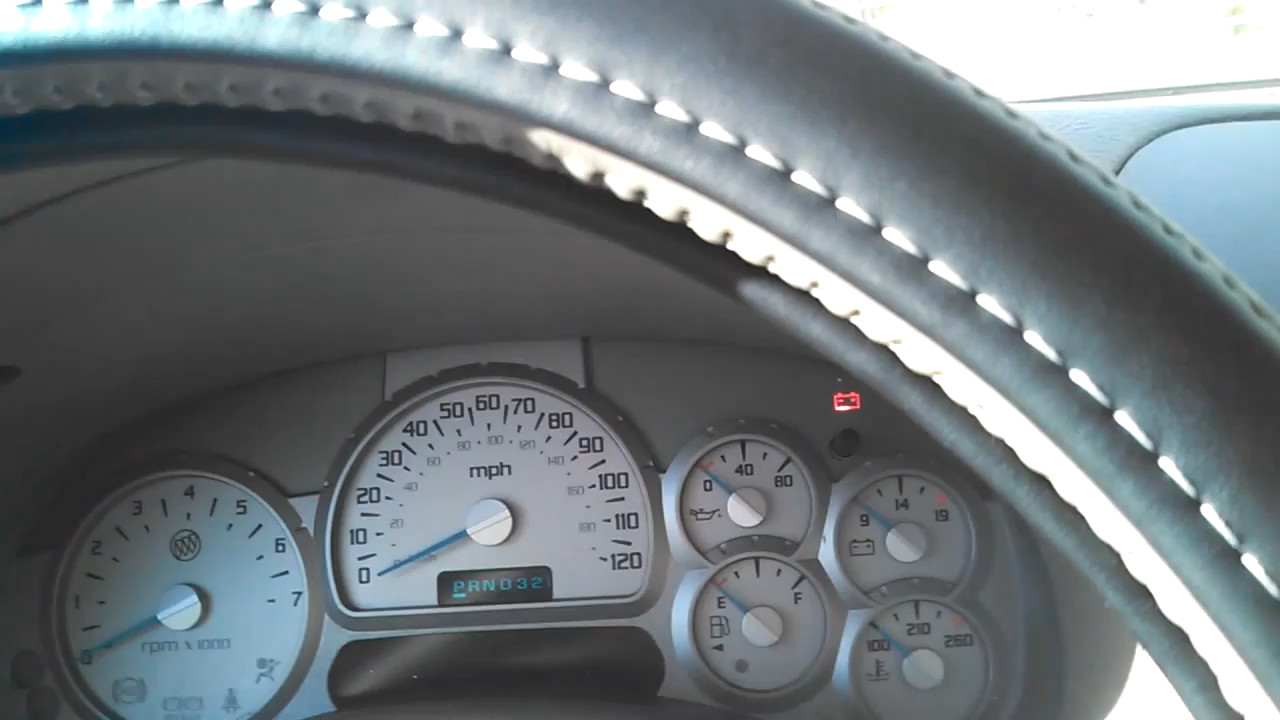 0 1 2 3 4 5 6 7
rpm x 1000
0 10 20 30 40 50 60 70 80 90 100 110 120
20 40 60 80 100 120 140
mph
PRND32
0 40 80
9 14 19
E F
100 210 260